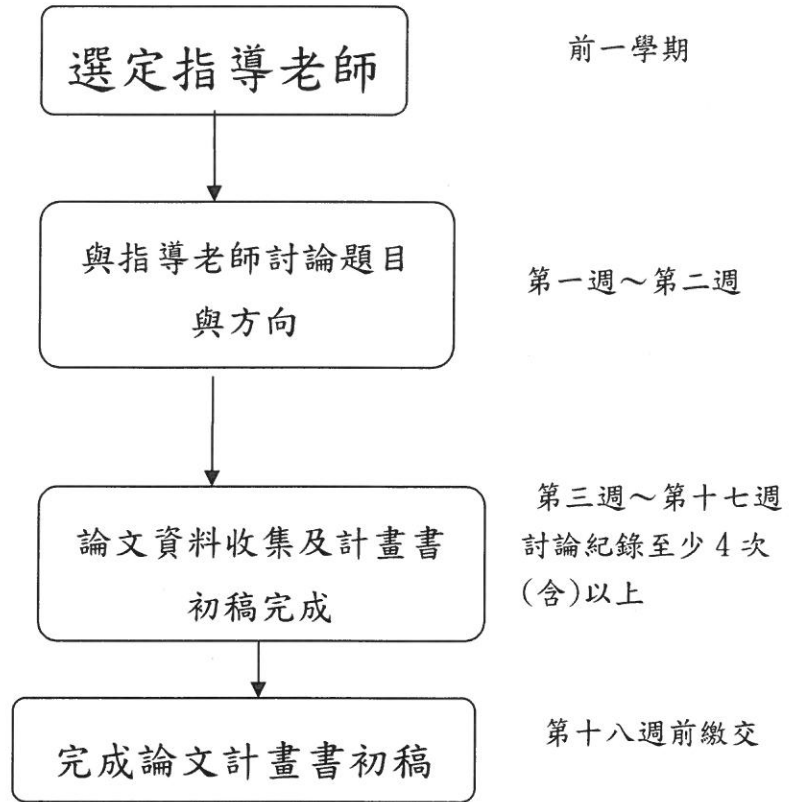 選定指導老師
前一學期
與指導老師討論題目
與方向
第一週～第二週
論文資料收集及計畫書
初稿完成
第三週～第十七週
討論紀錄至少 4 次
(含)以上
完成論文計畫書初稿
第十八週前繳交